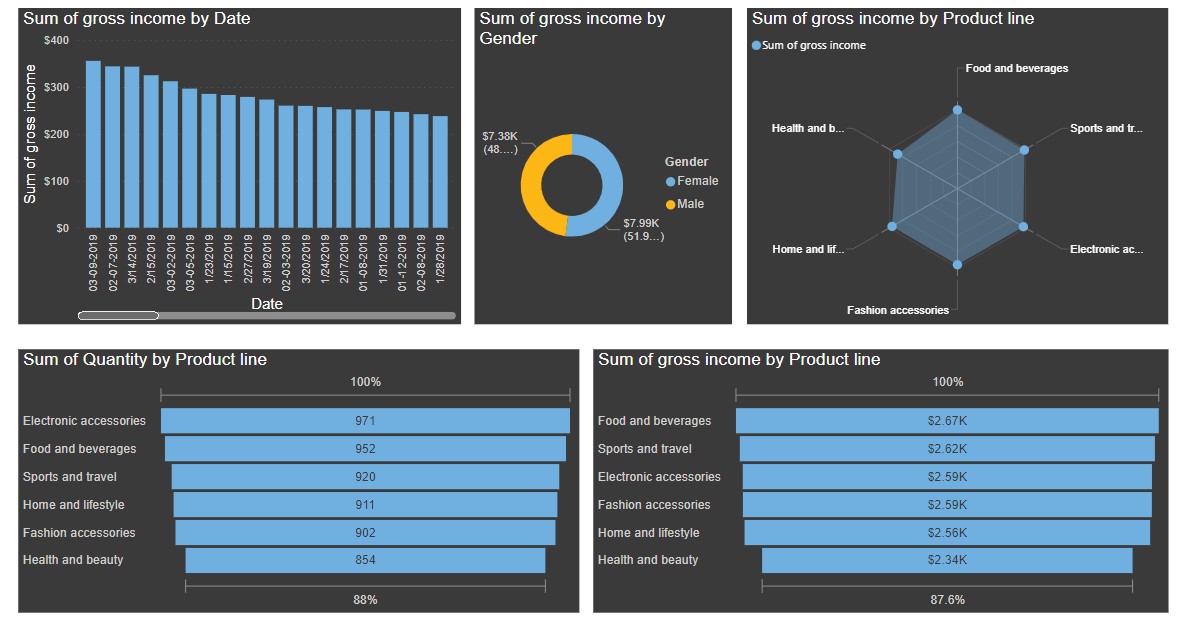 Sum of gross income by Date
$400
$300
$200
$100
$0
Sum of gross income
03-09-2019
02-07-2019
3/14/2019
2/15/2019
03-02-2019
03-05-2019
1/23/2019
1/15/2019
2/27/2019
3/19/2019
02-03-2019
3/20/2019
1/24/2019
2/17/2019
01-08-2019
1/31/2019
01-12-2019
02-08-2019
1/28/2019
Date
Sum of gross income by
Gender
$7.38K
(48....)
$7.99K
(51.9...)
Gender
Female
Male
Sum of gross income by Product line
Sum of gross income
Food and beverages
Health and b...
Sports and tr...
Home and lif...
Electronic ac...
Fashion accessories
Sum of Quantity by Product line
100%
Electronic accessories 971
Food and beverages 952
Sports and travel 920
Home and lifestyle 911
Fashion accessories 902
Health and beauty 854
88%
Sum of gross income by Product line
100%
Food and beverages $2.67K
Sports and travel $2.62K
Electronic accessories $2.59K
Fashion accessories $2.59K
Home and lifestyle $2.56K
Health and beauty $2.34K
87.6%